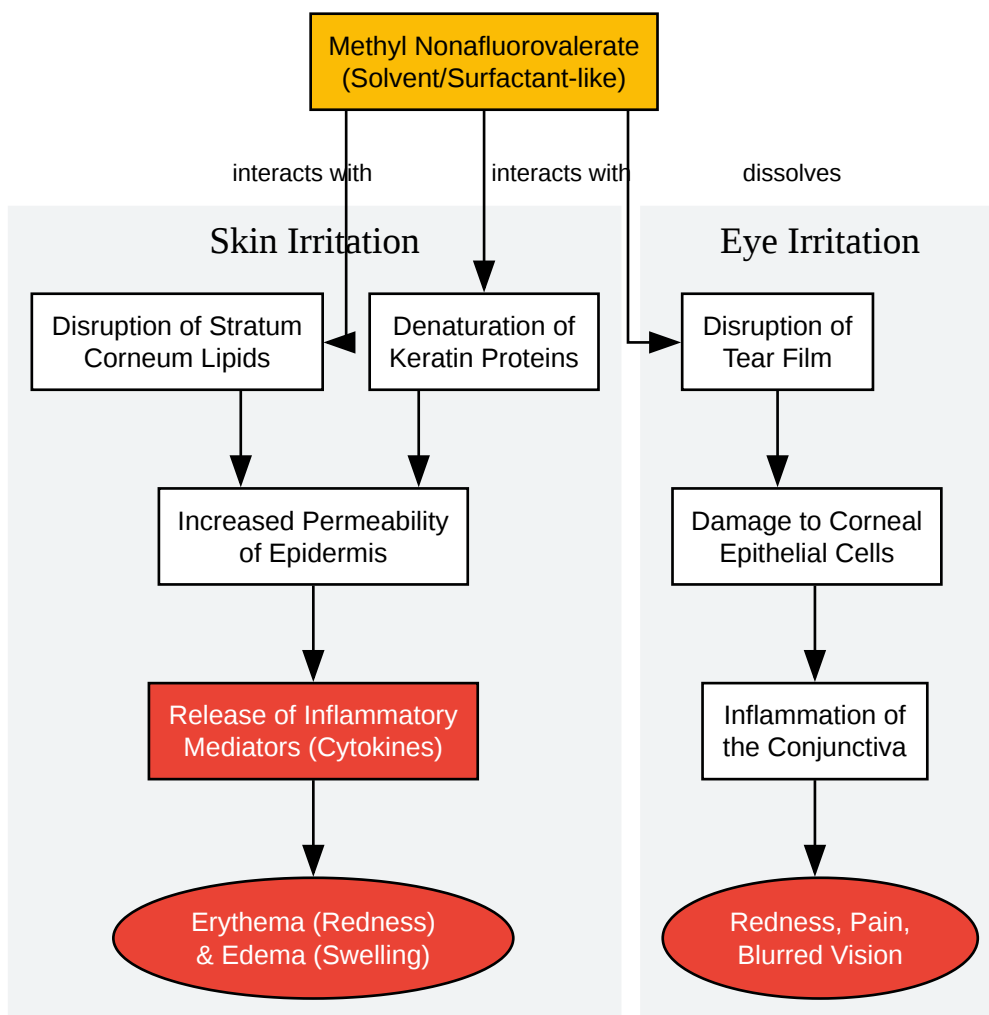 Methyl Nonafluorovalerate
(Solvent/Surfactant-like)
interacts with
interacts with
dissolves
Skin Irritation
Eye Irritation
Disruption of Stratum
Corneum Lipids
Denaturation of
Keratin Proteins
Disruption of
Tear Film
Increased Permeability
of Epidermis
Damage to Corneal
Epithelial Cells
Release of Inflammatory
Mediators (Cytokines)
Inflammation of
the Conjunctiva
Erythema (Redness)
& Edema (Swelling)
Redness, Pain,
Blurred Vision